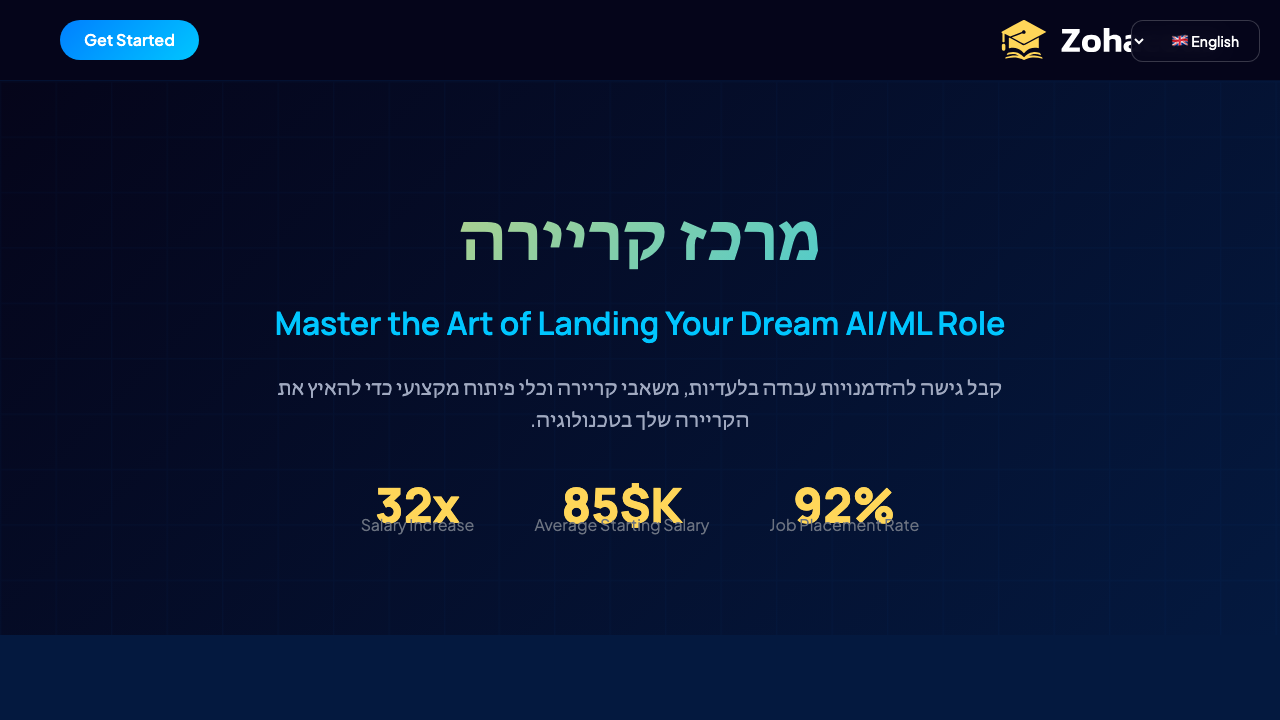 Get Started
Zoha
English
מרכז קריירה
Master the Art of Landing Your Dream AI/ML Role
קבל גישה להזדמנויות עבודה בלעדיות, משאבי קריירה וכלי פיתוח מקצועי כדי להאיץ את
הקריירה שלך בטכנולוגיה.
92%
Job Placement Rate
85$K
Average Starting Salary
32x
Salary Increase